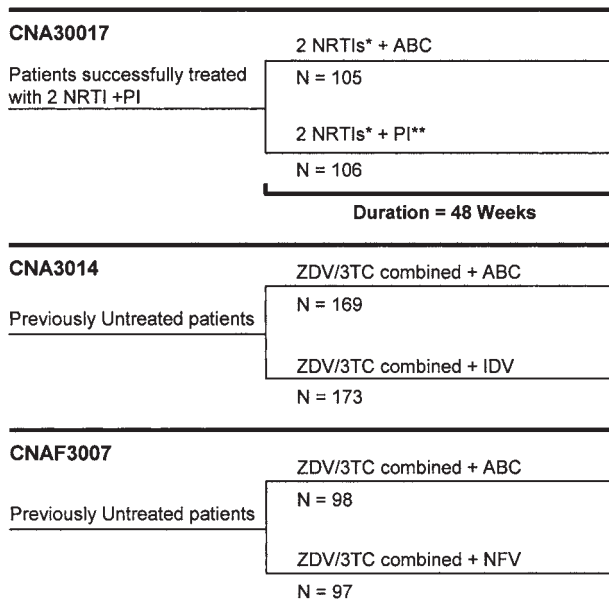 CNA30017
2 NRTIs* + ABC
Patients successfully treated
with 2 NRTI +PI
N = 105
2 NRTIs* + PI**
N = 106
Duration = 48 Weeks
CNA3014
ZDV/3TC combined + ABC
Previously Untreated patients
N = 169
ZDV/3TC combined + IDV
N = 173
CNAF3007
ZDV/3TC combined + ABC
Previously Untreated patients
N = 98
ZDV/3TC combined + NFV
N = 97